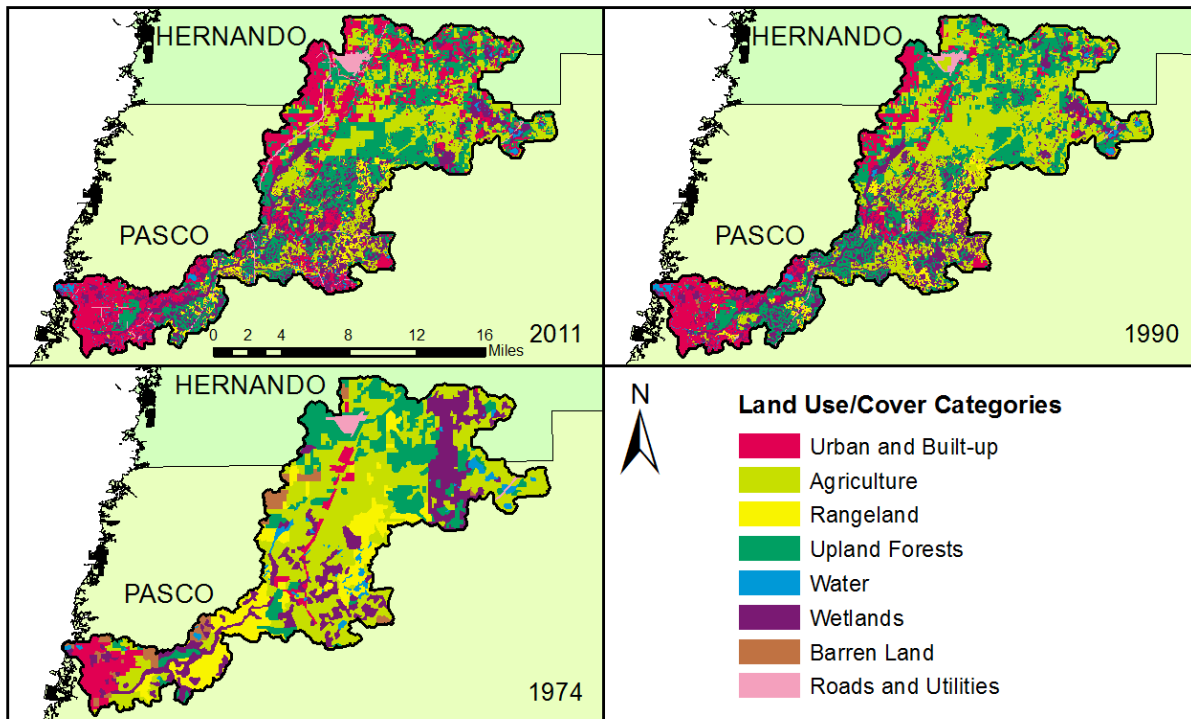 HERNANDO
PASCO
0 2 4 8 12 16
Miles
2011
HERNANDO
PASCO
1990
HERNANDO
PASCO
1974
N
Land Use/Cover Categories
Urban and Built-up
Agriculture
Rangeland
Upland Forests
Water
Wetlands
Barren Land
Roads and Utilities